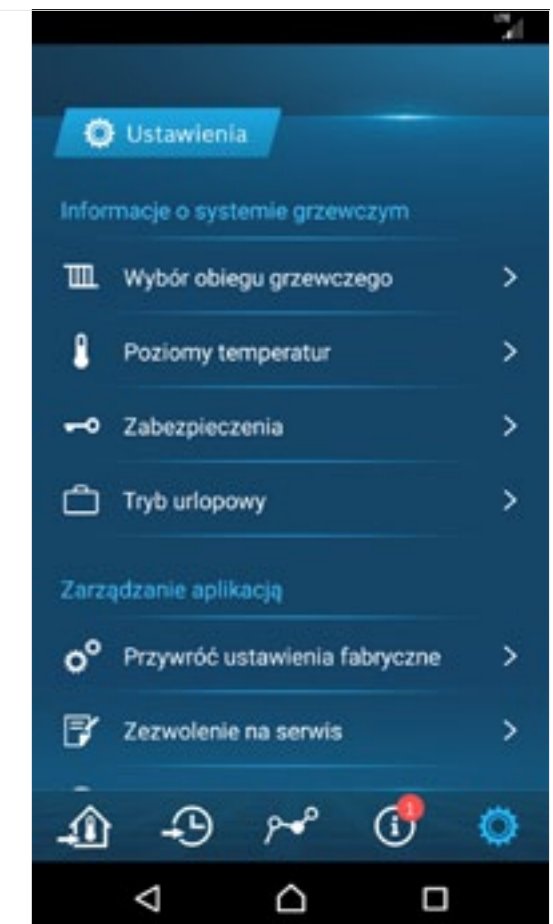 LTE
Ustawienia
Informacje o systemie grzewczym
Wybór obiegu grzewczego
Poziomy temperatur
Zabezpieczenia
Tryb urlopowy
Zarządzanie aplikacją
Przywróć ustawienia fabryczne
Zezwolenie na serwis
1